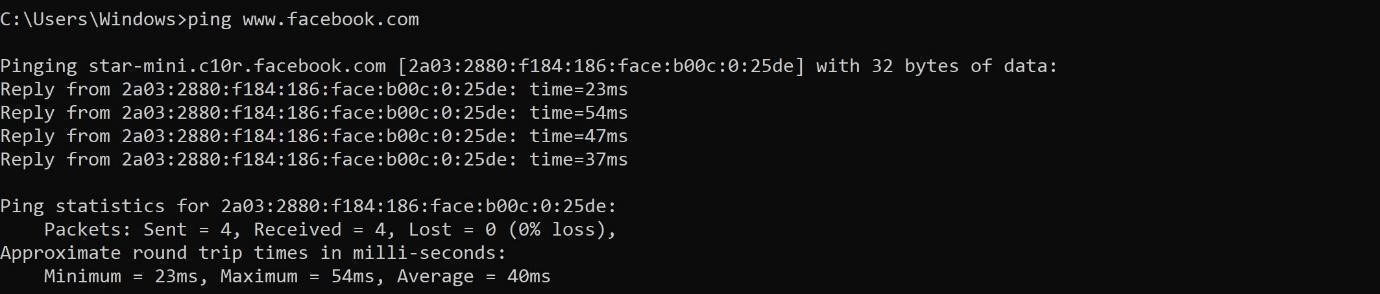 C:\Users\Windows>ping www.facebook.com
Pinging star-mini.c10r.facebook.com [2a03:2880:f184:186:face:b00c:0:25de] with 32 bytes of data:
Reply from 2a03:2880:f184:186:face:b00c:0:25de: time=23ms
Reply from 2a03:2880:f184:186:face:b00c:0:25de: time=54ms
Reply from 2a03:2880:f184:186:face:b00c:0:25de: time=47ms
Reply from 2a03:2880:f184:186:face:b00c:0:25de: time=37ms
Ping statistics for 2a03:2880:f184:186:face:b00c:0:25de:
    Packets: Sent = 4, Received = 4, Lost = 0 (0% loss),
Approximate round trip times in milli-seconds:
    Minimum = 23ms, Maximum = 54ms, Average = 40ms